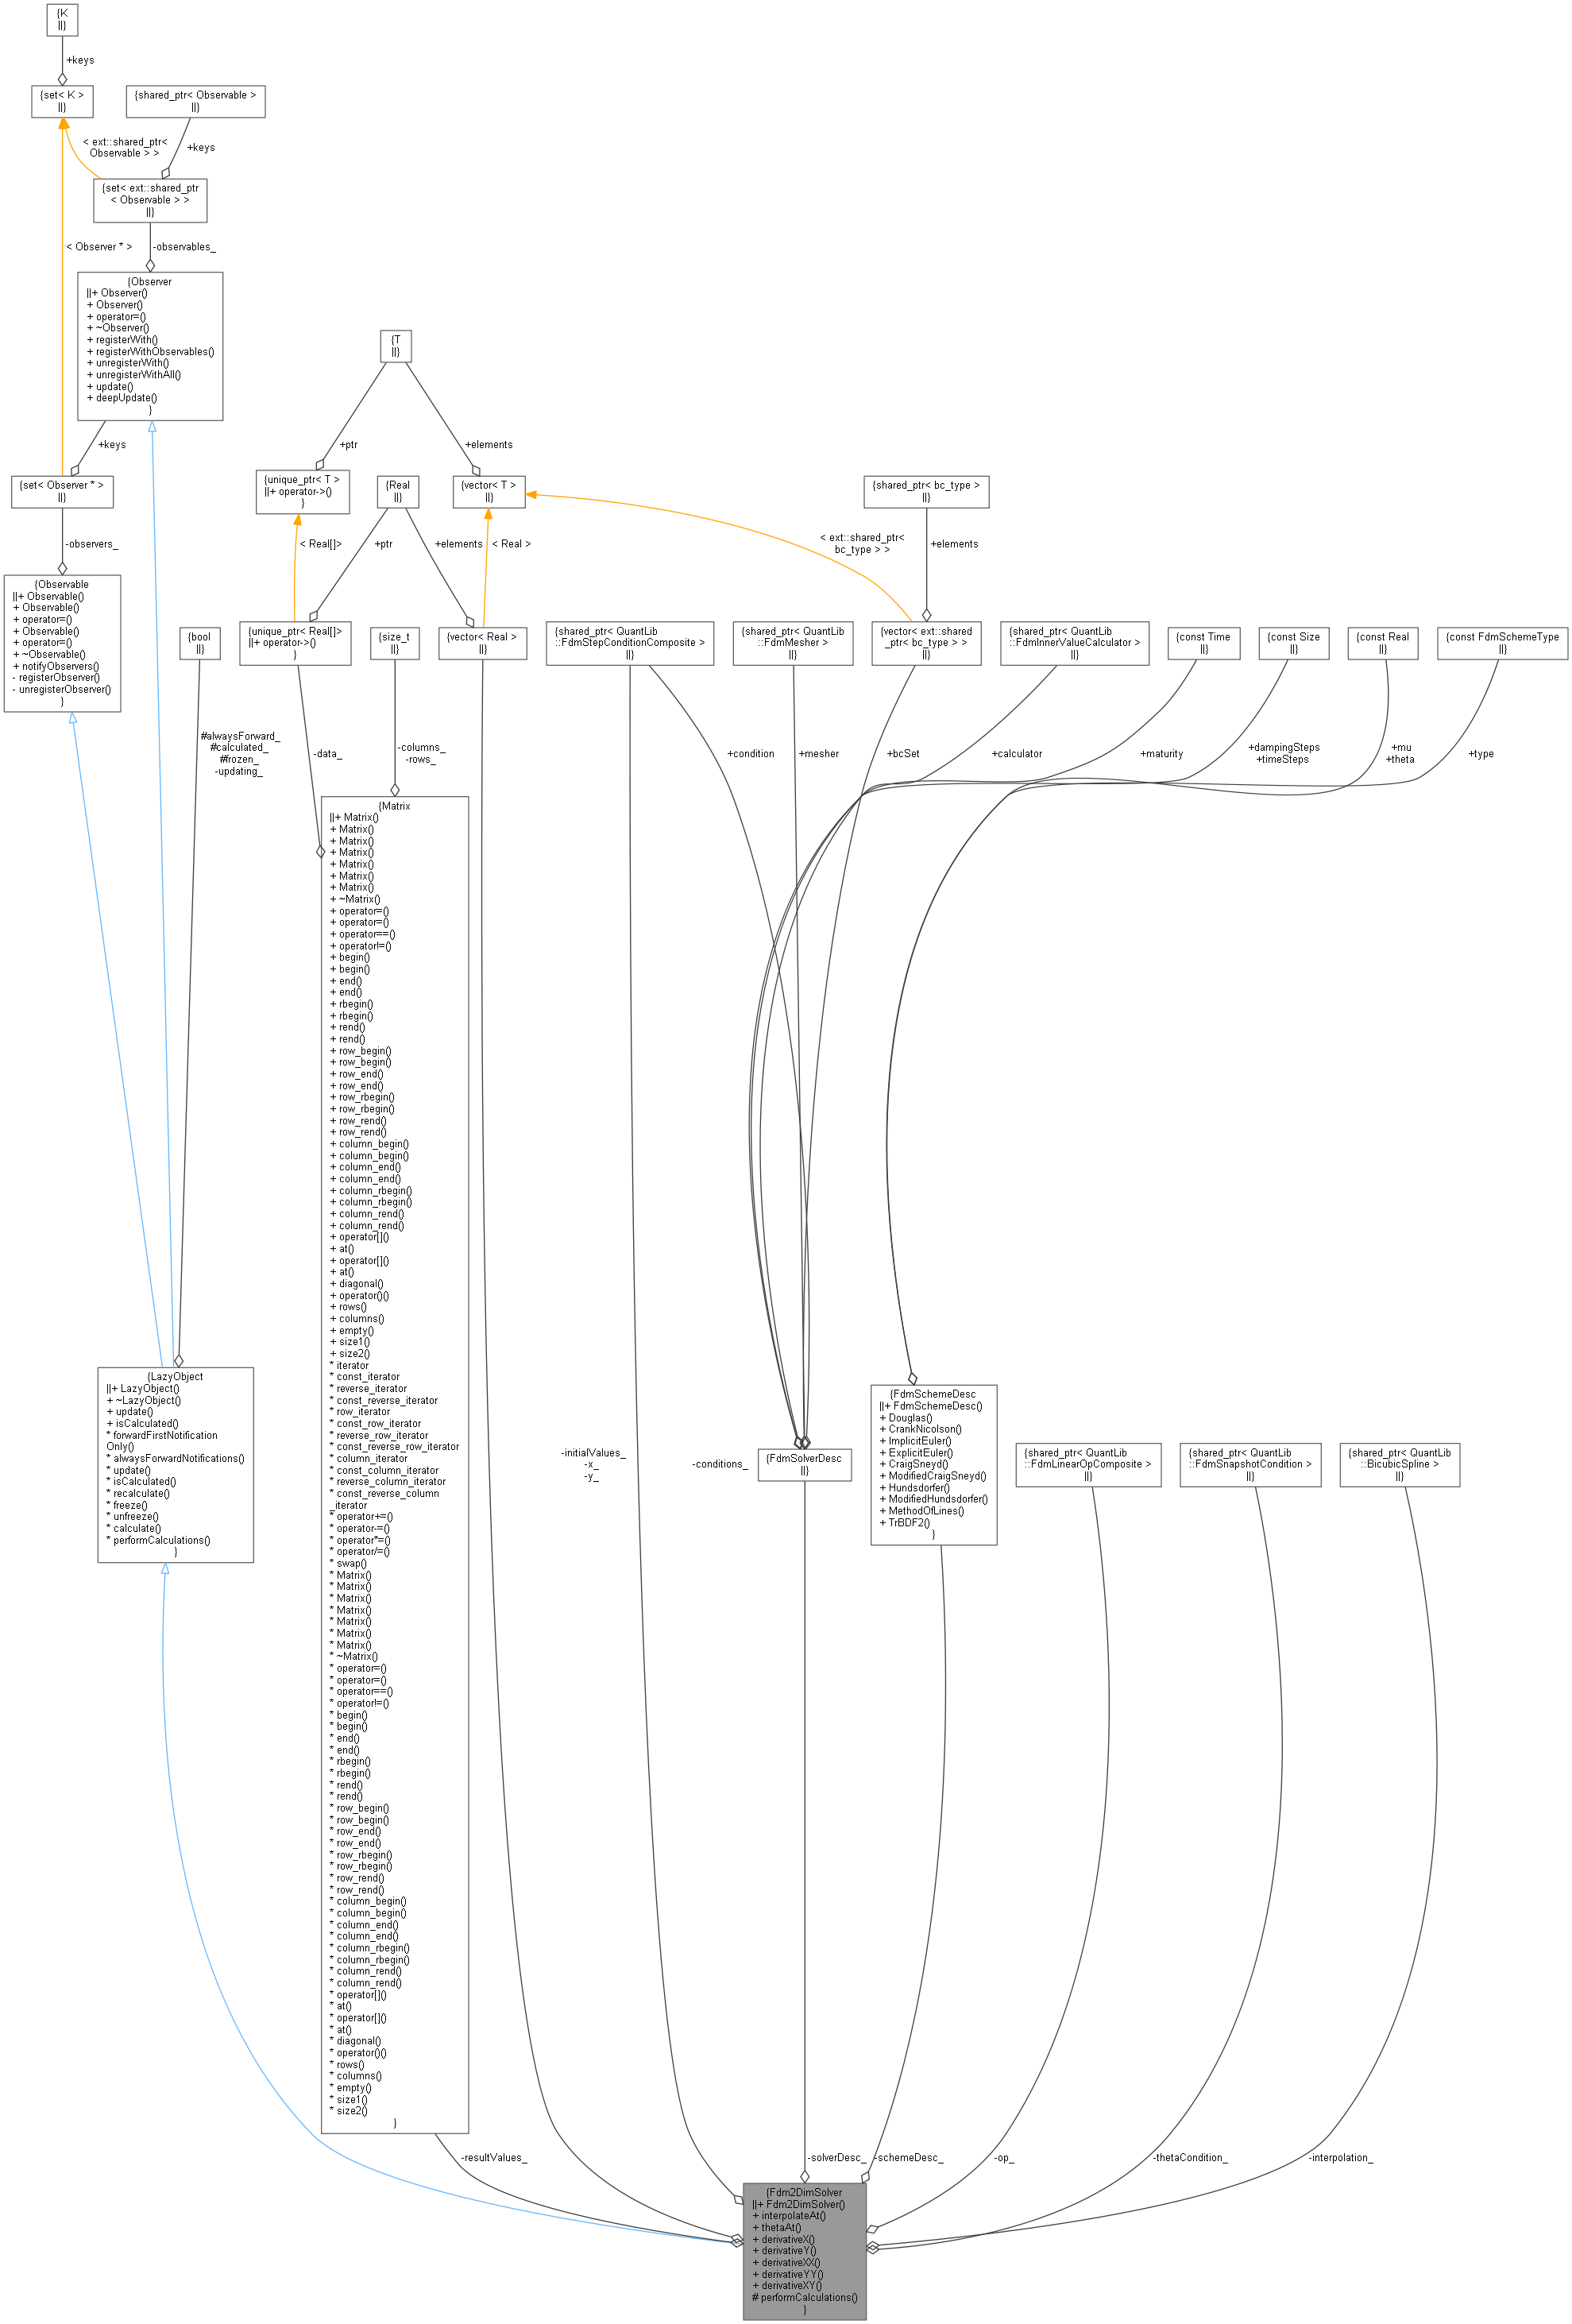 {K
||}
+keys
{set< K >
||}
{shared_ptr< Observable >
||}
< ext::shared_ptr<
Observable > >
+keys
{set< ext::shared_ptr
< Observable > >
||}
< Observer * >
-observables_
{Observer
||+ Observer()
+ Observer()
+ operator=()
+ ~Observer()
+ registerWith()
+ registerWithObservables()
+ unregisterWith()
+ unregisterWithAll()
+ update()
+ deepUpdate()
}
{T
||}
+keys
+ptr
+elements
{set< Observer * >
||}
{unique_ptr< T >
||+ operator->()
}
{Real
||}
{vector< T >
||}
{shared_ptr< bc_type >
||}
-observers_
< Real[]>
+ptr
+elements
< Real >
< ext::shared_ptr<
bc_type > >
+elements
{Observable
||+ Observable()
+ Observable()
+ operator=()
+ Observable()
+ operator=()
+ ~Observable()
+ notifyObservers()
- registerObserver()
- unregisterObserver()
}
{bool
||}
{unique_ptr< Real[]>
||+ operator->()
}
{size_t
||}
{vector< Real >
||}
{shared_ptr< QuantLib
::FdmStepConditionComposite >
||}
{shared_ptr< QuantLib
::FdmMesher >
||}
{vector< ext::shared
_ptr< bc_type > >
||}
{shared_ptr< QuantLib
::FdmInnerValueCalculator >
||}
{const Time
||}
{const Size
||}
{const Real
||}
{const FdmSchemeType
||}
#alwaysForward_
#calculated_
#frozen_
-updating_
-data_
-columns_
-rows_
+condition
+mesher
+bcSet
+calculator
+maturity
+dampingSteps
+timeSteps
+mu
+theta
+type
{Matrix
||+ Matrix()
+ Matrix()
+ Matrix()
+ Matrix()
+ Matrix()
+ Matrix()
+ Matrix()
+ ~Matrix()
+ operator=()
+ operator=()
+ operator==()
+ operator!=()
+ begin()
+ begin()
+ end()
+ end()
+ rbegin()
+ rbegin()
+ rend()
+ rend()
+ row_begin()
+ row_begin()
+ row_end()
+ row_end()
+ row_rbegin()
+ row_rbegin()
+ row_rend()
+ row_rend()
+ column_begin()
+ column_begin()
+ column_end()
+ column_end()
+ column_rbegin()
+ column_rbegin()
+ column_rend()
+ column_rend()
+ operator[]()
+ at()
+ operator[]()
+ at()
+ diagonal()
+ operator()()
+ rows()
+ columns()
+ empty()
+ size1()
+ size2()
* iterator
* const_iterator
* reverse_iterator
* const_reverse_iterator
* row_iterator
* const_row_iterator
* reverse_row_iterator
* const_reverse_row_iterator
* column_iterator
* const_column_iterator
* reverse_column_iterator
* const_reverse_column
_iterator
* operator+=()
* operator-=()
* operator*=()
* operator/=()
* swap()
* Matrix()
* Matrix()
* Matrix()
* Matrix()
* Matrix()
* Matrix()
* Matrix()
* ~Matrix()
* operator=()
* operator=()
* operator==()
* operator!=()
* begin()
* begin()
* end()
* end()
* rbegin()
* rbegin()
* rend()
* rend()
* row_begin()
* row_begin()
* row_end()
* row_end()
* row_rbegin()
* row_rbegin()
* row_rend()
* row_rend()
* column_begin()
* column_begin()
* column_end()
* column_end()
* column_rbegin()
* column_rbegin()
* column_rend()
* column_rend()
* operator[]()
* at()
* operator[]()
* at()
* diagonal()
* operator()()
* rows()
* columns()
* empty()
* size1()
* size2()
}
{LazyObject
||+ LazyObject()
+ ~LazyObject()
+ update()
+ isCalculated()
* forwardFirstNotification
Only()
* alwaysForwardNotifications()
* update()
* isCalculated()
* recalculate()
* freeze()
* unfreeze()
* calculate()
* performCalculations()
}
-initialValues_
-x_
-y_
-conditions_
{FdmSolverDesc
||}
{FdmSchemeDesc
||+ FdmSchemeDesc()
+ Douglas()
+ CrankNicolson()
+ ImplicitEuler()
+ ExplicitEuler()
+ CraigSneyd()
+ ModifiedCraigSneyd()
+ Hundsdorfer()
+ ModifiedHundsdorfer()
+ MethodOfLines()
+ TrBDF2()
}
{shared_ptr< QuantLib
::FdmLinearOpComposite >
||}
{shared_ptr< QuantLib
::FdmSnapshotCondition >
||}
{shared_ptr< QuantLib
::BicubicSpline >
||}
-resultValues_
-solverDesc_
-schemeDesc_
-op_
-thetaCondition_
-interpolation_
{Fdm2DimSolver
||+ Fdm2DimSolver()
+ interpolateAt()
+ thetaAt()
+ derivativeX()
+ derivativeY()
+ derivativeXX()
+ derivativeYY()
+ derivativeXY()
# performCalculations()
}